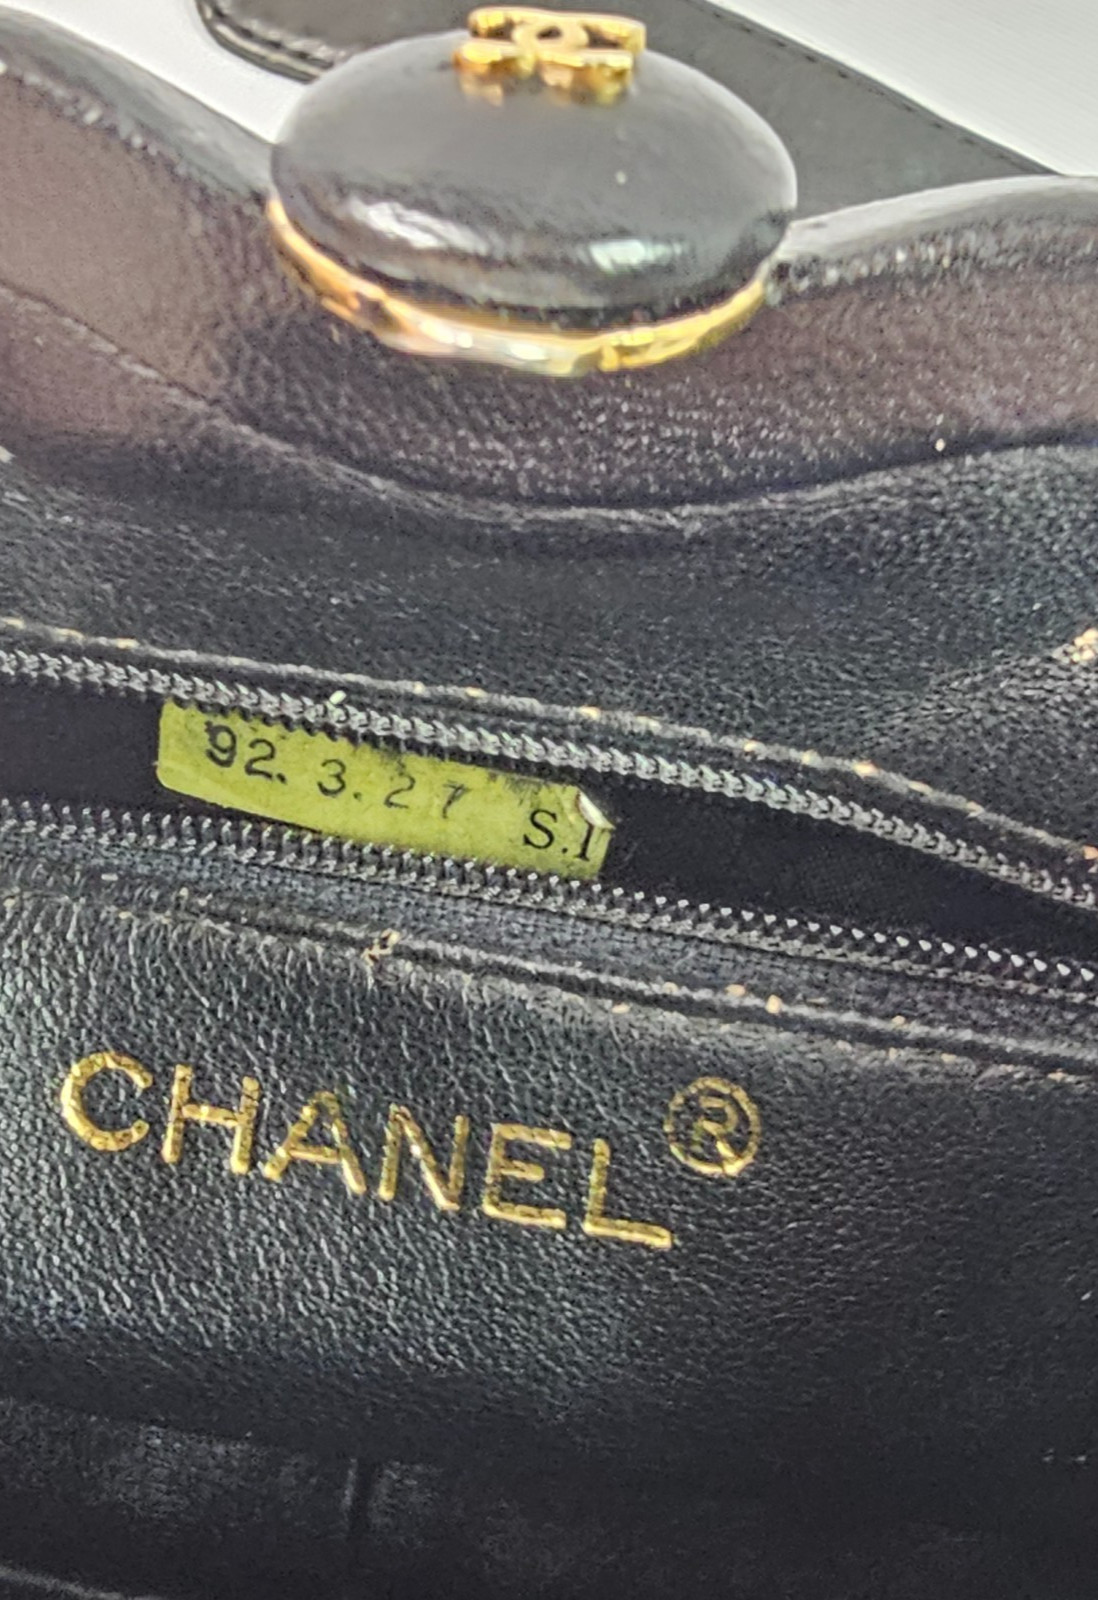 92. 3. 27
S.I
CHANEL®